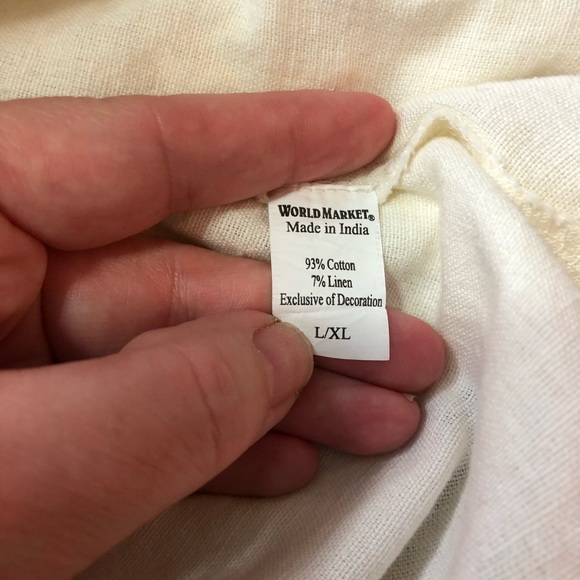 WORLD MARKET®
Made in India
93% Cotton
7% Linen
Exclusive of Decoration
L/XL